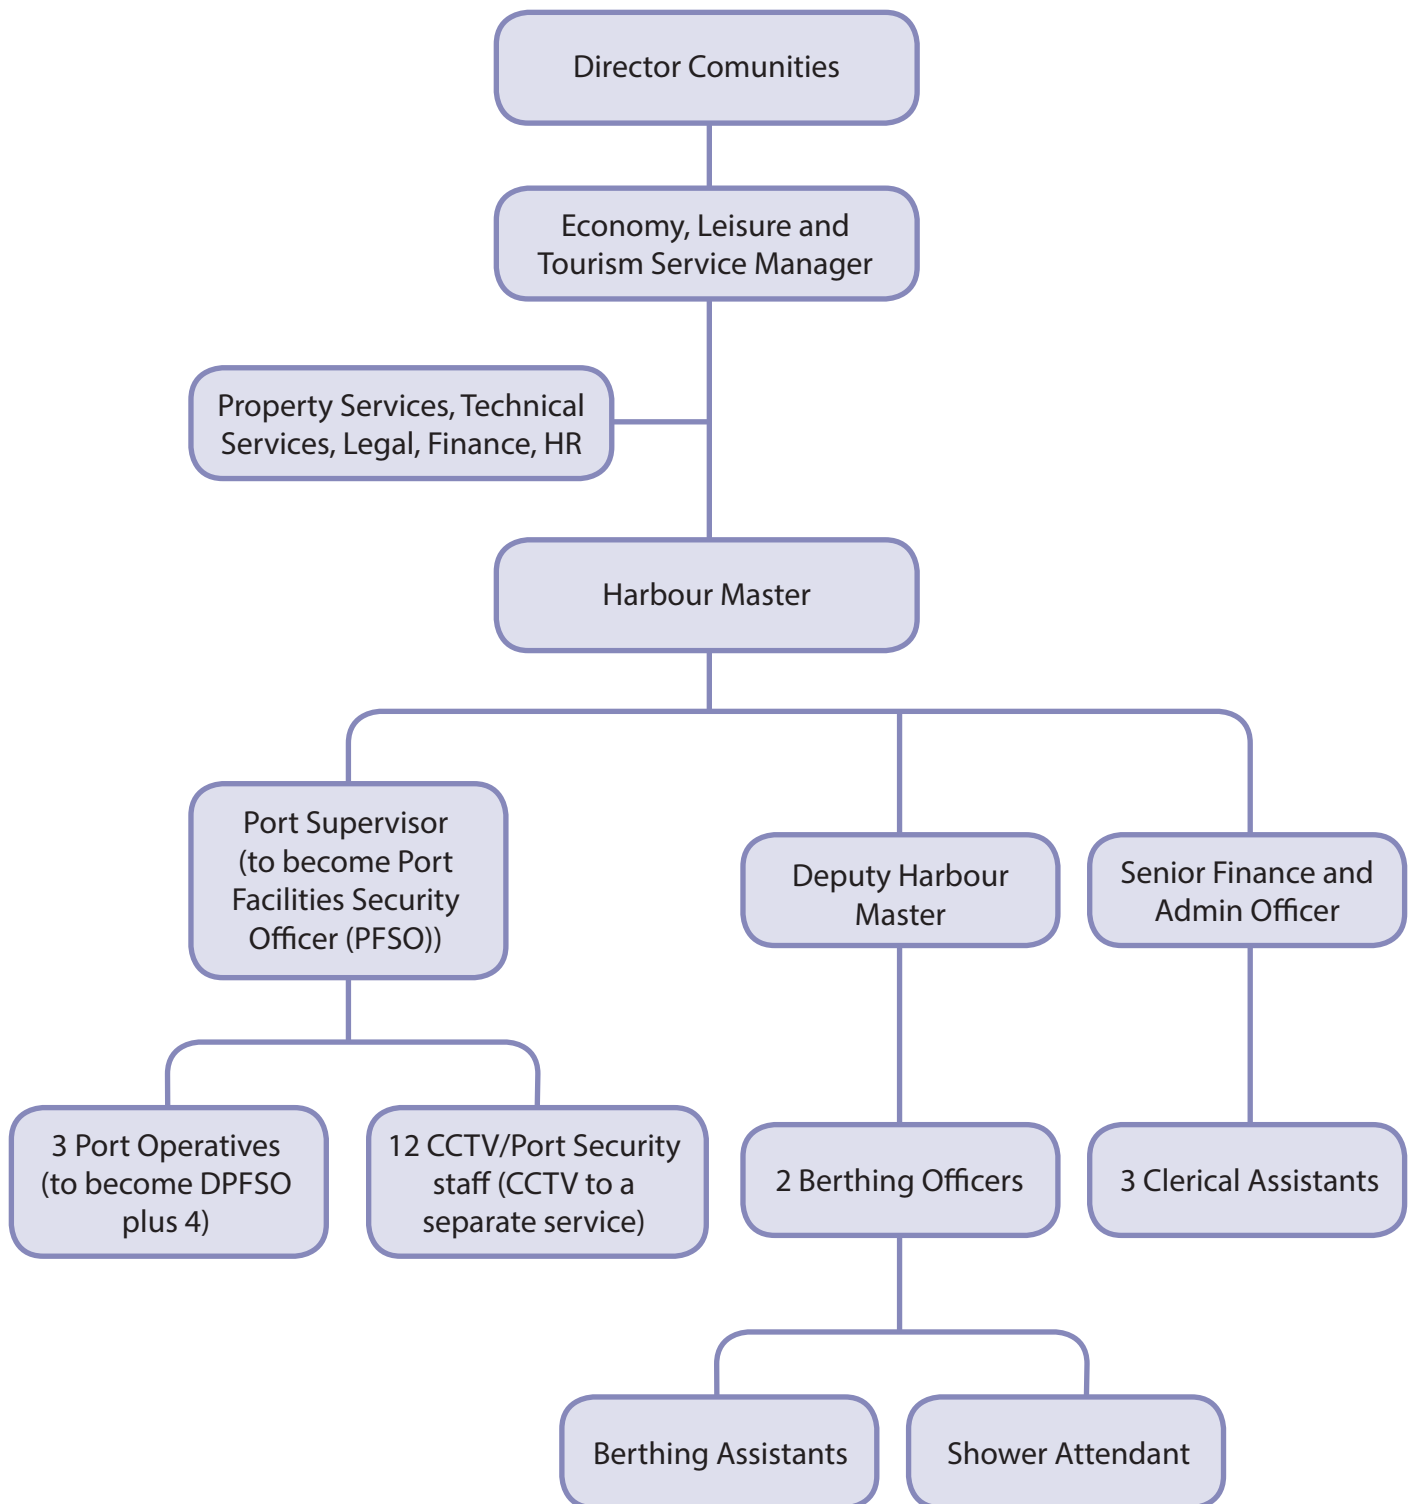 Director Comunities
Economy, Leisure and
Tourism Service Manager
Property Services, Technical
Services, Legal, Finance, HR
Harbour Master
Port Supervisor
(to become Port
Facilities Security
Officer (PFSO))
Deputy Harbour
Master
Senior Finance and
Admin Officer
3 Port Operatives
(to become DPFSO
plus 4)
12 CCTV/Port Security
staff (CCTV to a
separate service)
2 Berthing Officers
3 Clerical Assistants
Berthing Assistants
Shower Attendant